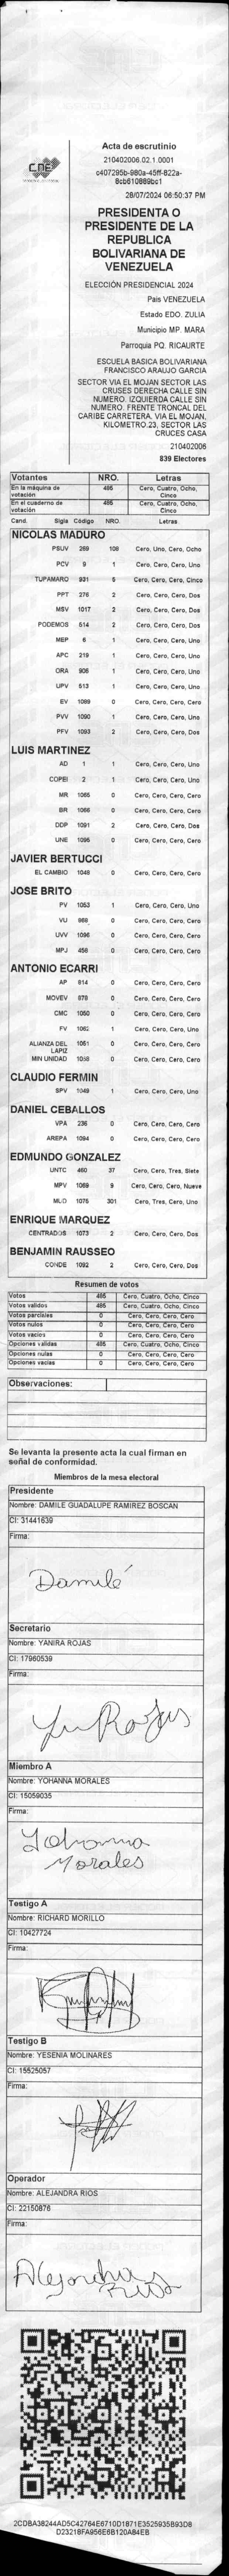 CNE
Acta de escrutinio
210402006.02.1.0001
c407295b-980a-45ff-822a-
8cb610889bc1
28/07/2024 06:50:37 PM
PRESIDENTA O
PRESIDENTE DE LA
REPUBLICA
BOLIVARIANA DE
VENEZUELA
ELECCIÓN PRESIDENCIAL 2024
Pais VENEZUELA
Estado EDO. ZULIA
Municipio MP. MARA
Parroquia PQ. RICAURTE
ESCUELA BASICA BOLIVARIANA
FRANCISCO ARAUJO GARCIA
SECTOR VIA EL MOJAN SECTOR LAS
CRUSES DERECHA CALLE SIN
NUMERO. IZQUIERDA CALLE SIN
NUMERO. FRENTE TRONCAL DEL
CARIBE CARRETERA. VIA EL MOJAN.
KILOMETRO.23, SECTOR LAS
CRUCES CASA
210402006
839 Electores
Votantes NRO. Letras
En la máquina de votación 485 Cero, Cuatro, Ocho, Cinco
En el cuaderno de votación 485 Cero, Cuatro, Ocho, Cinco
Cand. Sigla Código NRO. Letras
NICOLAS MADURO
PSUV 289 108 Cero, Uno, Cero, Ocho
PCV 9 1 Cero, Cero, Cero, Uno
TUPAMARO 931 5 Cero, Cero, Cero, Cinco
PPT 276 2 Cero, Cero, Cero, Dos
MSV 1017 2 Cero, Cero, Cero, Dos
PODEMOS 514 2 Cero, Cero, Cero, Dos
MEP 6 1 Cero, Cero, Cero, Uno
APC 219 1 Cero, Cero, Cero, Uno
ORA 906 1 Cero, Cero, Cero, Uno
UPV 513 1 Cero, Cero, Cero, Uno
EV 1089 0 Cero, Cero, Cero, Cero
PVV 1090 1 Cero, Cero, Cero, Uno
PFV 1093 2 Cero, Cero, Cero, Dos
LUIS MARTINEZ
AD 1 1 Cero, Cero, Cero, Uno
COPEI 2 1 Cero, Cero, Cero, Uno
MR 1065 0 Cero, Cero, Cero, Cero
BR 1066 0 Cero, Cero, Cero, Cero
DDP 1091 2 Cero, Cero, Cero, Dos
UNE 1095 0 Cero, Cero, Cero, Cero
JAVIER BERTUCCI
EL CAMBIO 1048 0 Cero, Cero, Cero, Cero
JOSE BRITO
PV 1053 1 Cero, Cero, Cero, Uno
VU 869 0 Cero, Cero, Cero, Cero
UVV 1096 0 Cero, Cero, Cero, Cero
MPJ 458 0 Cero, Cero, Cero, Cero
ANTONIO ECARRI
AP 814 0 Cero, Cero, Cero, Cero
MOVEV 879 0 Cero, Cero, Cero, Cero
CMC 1050 0 Cero, Cero, Cero, Cero
FV 1062 1 Cero, Cero, Cero, Uno
ALIANZA DEL LAPIZ 1051 0 Cero, Cero, Cero, Cero
MIN UNIDAD 1058 0 Cero, Cero, Cero, Cero
CLAUDIO FERMIN
SPV 1049 1 Cero, Cero, Cero, Uno
DANIEL CEBALLOS
VPA 236 0 Cero, Cero, Cero, Cero
AREPA 1094 0 Cero, Cero, Cero, Cero
EDMUNDO GONZALEZ
UNTC 460 37 Cero, Cero, Tres, Siete
MPV 1069 9 Cero, Cero, Cero, Nueve
MUD 1075 301 Cero, Tres, Cero, Uno
ENRIQUE MARQUEZ
CENTRADOS 1073 2 Cero, Cero, Cero, Dos
BENJAMIN RAUSSEO
CONDE 1092 2 Cero, Cero, Cero, Dos
Resumen de votos
Votos 485 Cero, Cuatro, Ocho, Cinco
Votos validos 485 Cero, Cuatro, Ocho, Cinco
Votos parciales 0 Cero, Cero, Cero, Cero
Votos nulos 0 Cero, Cero, Cero, Cero
Votos vacios 0 Cero, Cero, Cero, Cero
Opciones validas 485 Cero, Cuatro, Ocho, Cinco
Opciones nulas 0 Cero, Cero, Cero, Cero
Opciones vacias 0 Cero, Cero, Cero, Cero
Observaciones:
Se levanta la presente acta la cual firman en
señal de conformidad.
Miembros de la mesa electoral
Presidente
Nombre: DAMILE GUADALUPE RAMIREZ BOSCAN
CI: 31441639
Firma:
Damilé
Secretario
Nombre: YANIRA ROJAS
CI: 17960539
Firma:
Miembro A
Nombre: YOHANNA MORALES
CI: 15059035
Firma:
Yohanna
Morales
Testigo A
Nombre: RICHARD MORILLO
CI: 10427724
Firma:
Testigo B
Nombre: YESENIA MOLINARES
CI: 15525057
Firma:
Operador
Nombre: ALEJANDRA RIOS
CI: 22150876
Firma:
Alejandra
Rios
2CDBA38244AD5C42764E6710D1871E3525935B93D8
D23218FA956E6B120A84EB